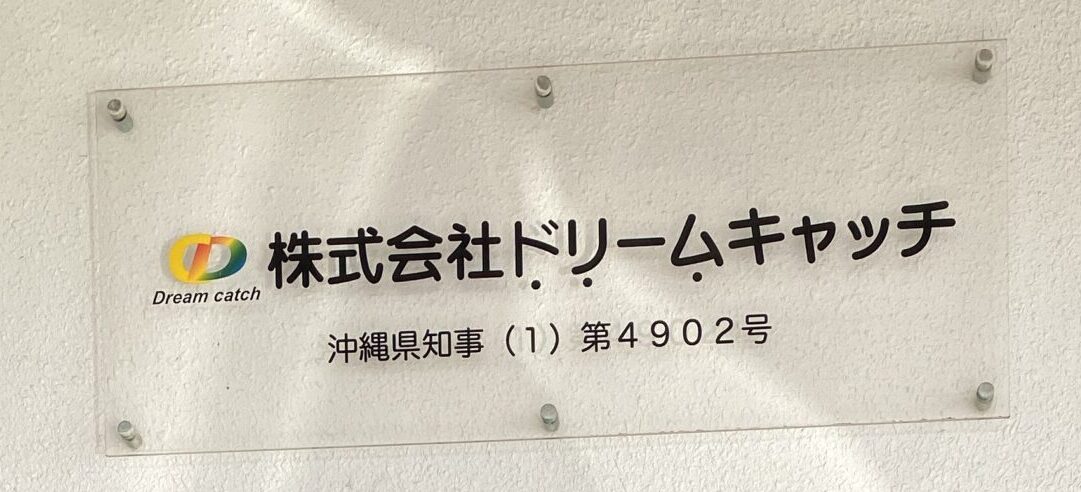 株式会社ドリームキャッチ
Dream catch
沖縄県知事（1）第４９０２号